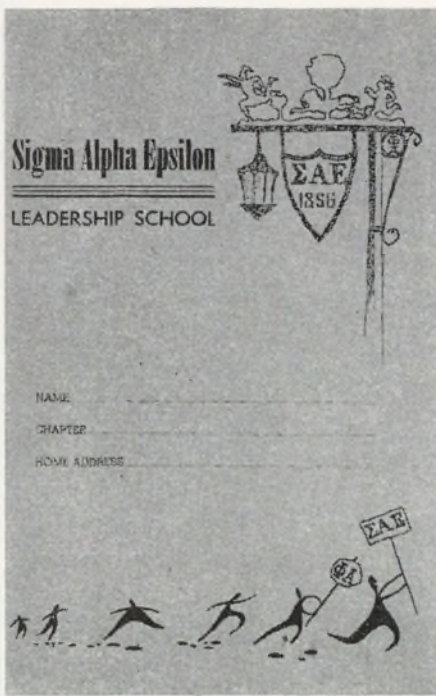 Sigma Alpha Epsilon
LEADERSHIP SCHOOL
ΣΑΕ
1856
NAME
CHAPTER
HOME ADDRESS
ΣΑΕ
ΦΑ